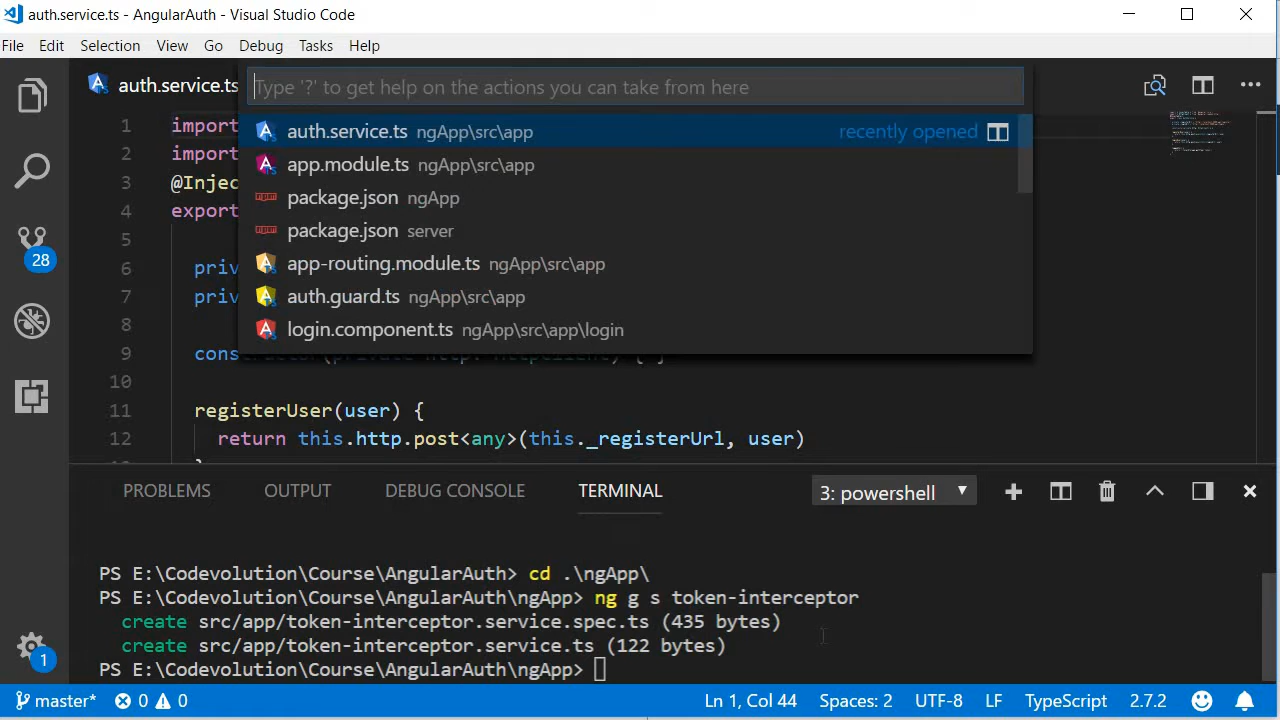 auth.service.ts - AngularAuth - Visual Studio Code
File Edit Selection View Go Debug Tasks Help
auth.service.ts
Type '?' to get help on the actions you can take from here
auth.service.ts ngApp\src\app recently opened
app.module.ts ngApp\src\app
package.json ngApp
package.json server
app-routing.module.ts ngApp\src\app
auth.guard.ts ngApp\src\app
login.component.ts ngApp\src\app\login
1 import
2 import
3 @Injec
4 export
5
6 priv
7 priv
8
9 constructor(private http: HttpClient) { }
10
11 registerUser(user) {
12 return this.http.post<any>(this._registerUrl, user)
28
1
PROBLEMS OUTPUT DEBUG CONSOLE TERMINAL 3: powershell
PS E:\Codevolution\Course\AngularAuth> cd .\ngApp\
PS E:\Codevolution\Course\AngularAuth\ngApp> ng g s token-interceptor
create src/app/token-interceptor.service.spec.ts (435 bytes)
create src/app/token-interceptor.service.ts (122 bytes)
PS E:\Codevolution\Course\AngularAuth\ngApp>
master* 0 0 Ln 1, Col 44 Spaces: 2 UTF-8 LF TypeScript 2.7.2